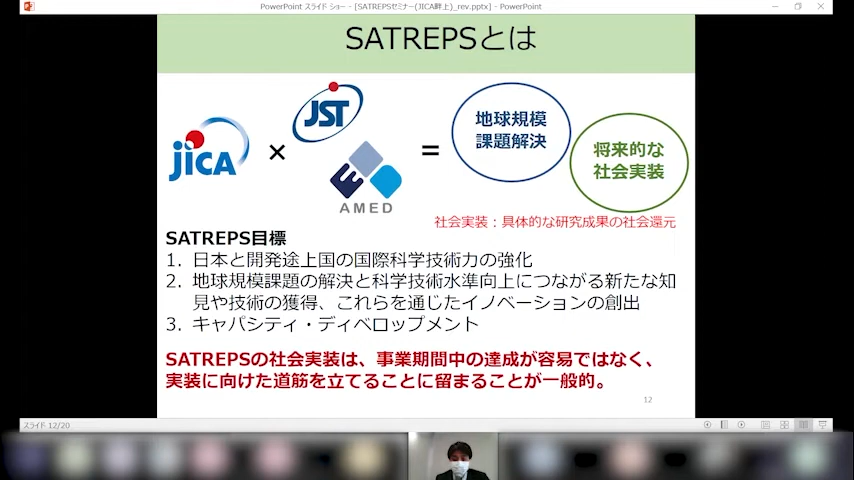 PowerPoint スライド ショー - [SATREPSセミナー(JICA畔上)_rev.pptx] - PowerPoint
SATREPSとは
JICA
×
JST
AMED
=
地球規模
課題解決
将来的な
社会実装
社会実装：具体的な研究成果の社会還元
SATREPS目標
1. 日本と開発途上国の国際科学技術力の強化
2. 地球規模課題の解決と科学技術水準向上につながる新たな知
見や技術の獲得、これらを通じたイノベーションの創出
3. キャパシティ・ディベロップメント
SATREPSの社会実装は、事業期間中の達成が容易ではなく、
実装に向けた道筋を立てることに留まることが一般的。
12
スライド 12/20